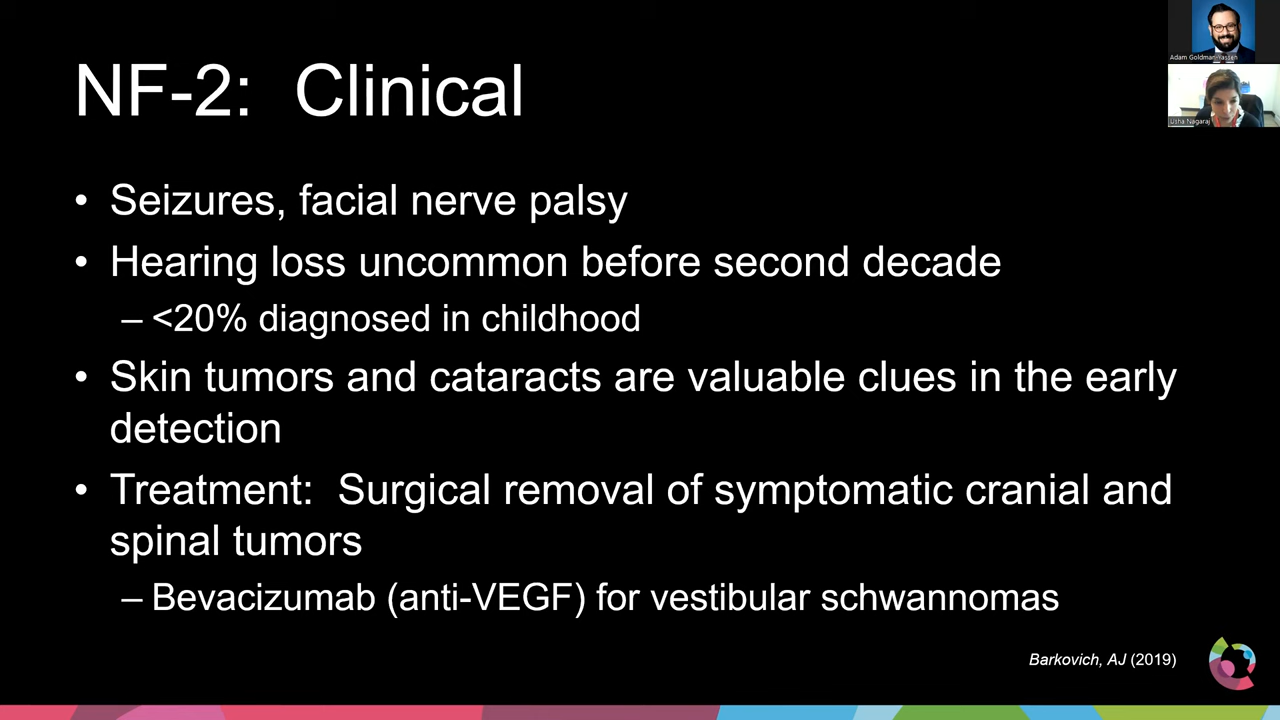 NF-2: Clinical
Adam Goldman
Usha Nagaraj
• Seizures, facial nerve palsy
• Hearing loss uncommon before second decade
– <20% diagnosed in childhood
• Skin tumors and cataracts are valuable clues in the early
detection
• Treatment: Surgical removal of symptomatic cranial and
spinal tumors
– Bevacizumab (anti-VEGF) for vestibular schwannomas
Barkovich, AJ (2019)